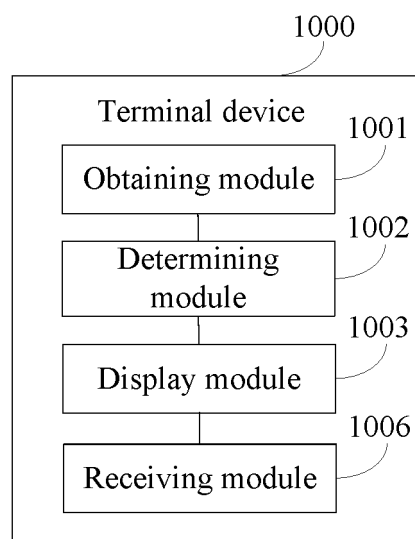 1000
Terminal device
1001
Obtaining module
1002
Determining
module
1003
Display module
1006
Receiving module